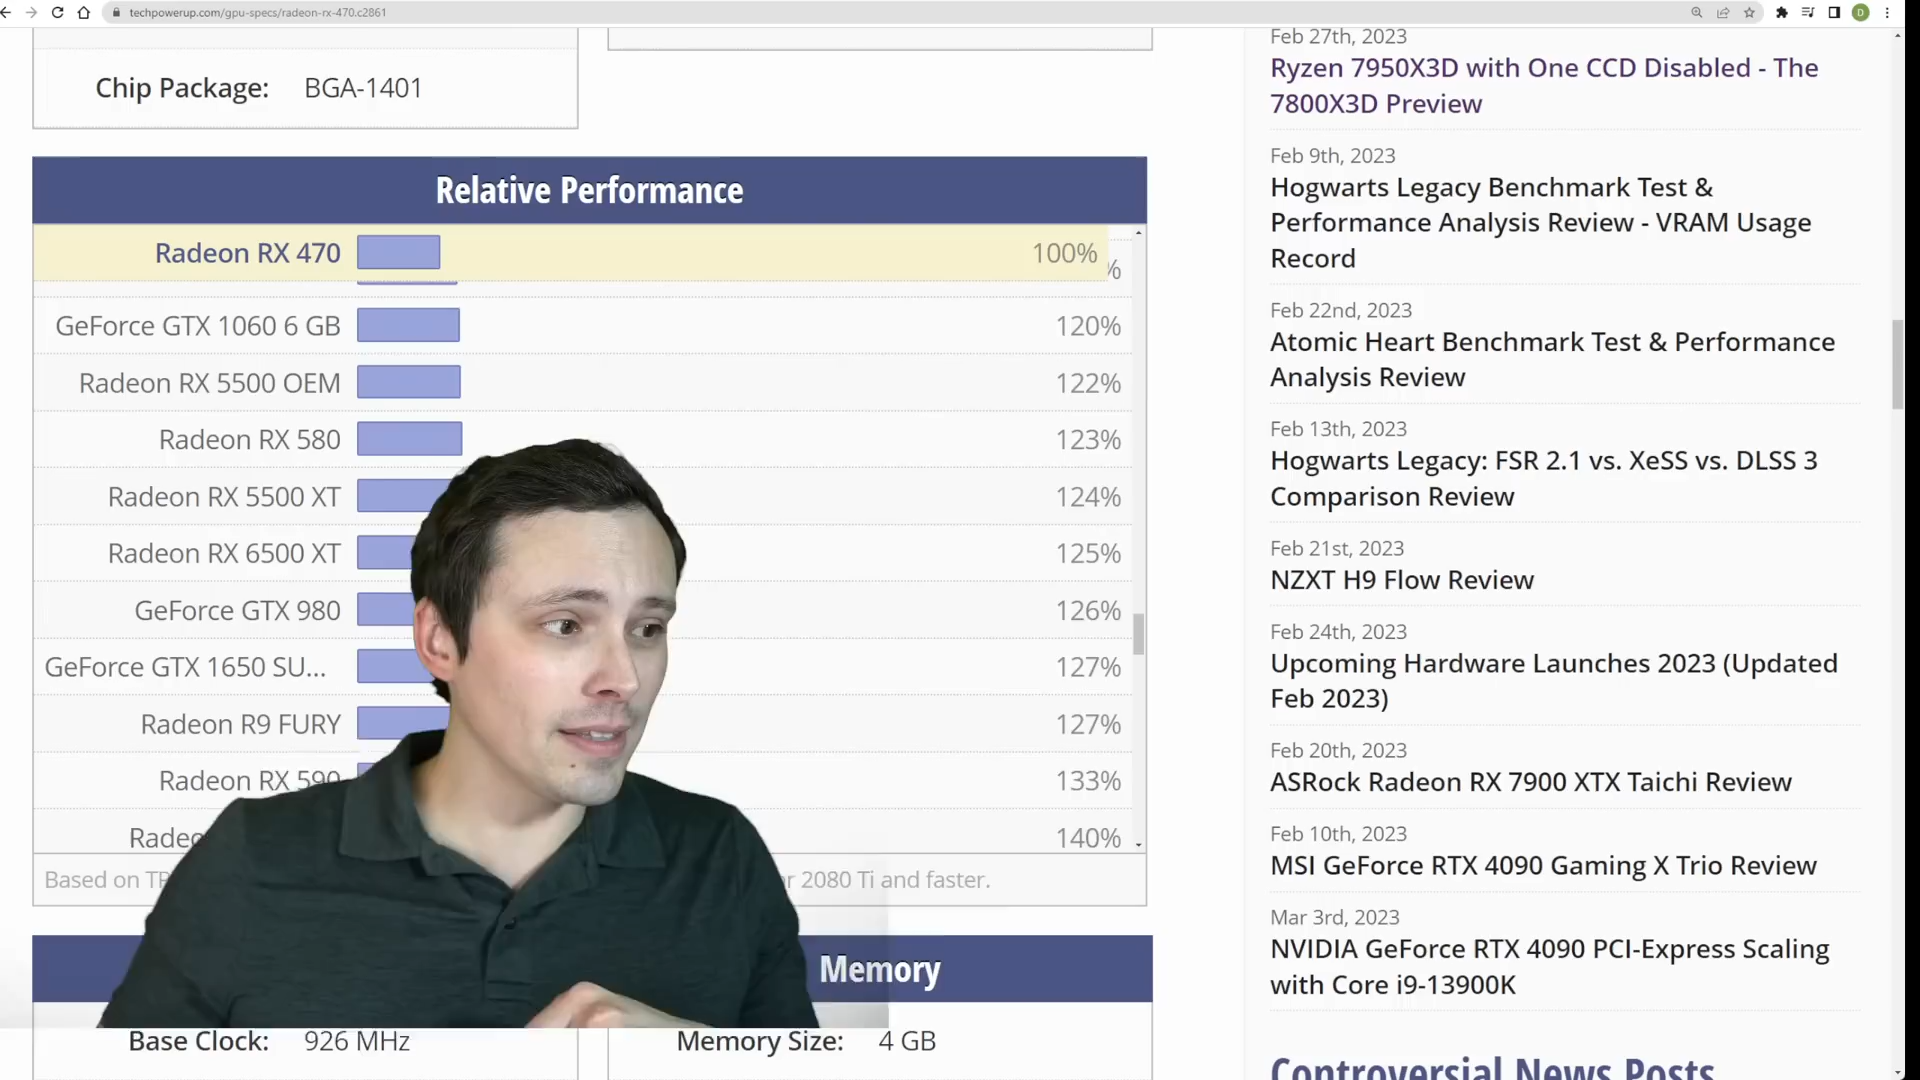 techpowerup.com/gpu-specs/radeon-rx-470.c2861
D
Chip Package: BGA-1401
Relative Performance
Radeon RX 470 100%
%
GeForce GTX 1060 6 GB 120%
Radeon RX 5500 OEM 122%
Radeon RX 580 123%
Radeon RX 5500 XT 124%
Radeon RX 6500 XT 125%
GeForce GTX 980 126%
GeForce GTX 1650 SU... 127%
Radeon R9 FURY 127%
Radeon RX 590 133%
140%
Based on 2080 Ti and faster.
Memory
Base Clock: 926 MHz
Memory Size: 4 GB
Feb 27th, 2023
Ryzen 7950X3D with One CCD Disabled - The
7800X3D Preview
Feb 9th, 2023
Hogwarts Legacy Benchmark Test &
Performance Analysis Review - VRAM Usage
Record
Feb 22nd, 2023
Atomic Heart Benchmark Test & Performance
Analysis Review
Feb 13th, 2023
Hogwarts Legacy: FSR 2.1 vs. XeSS vs. DLSS 3
Comparison Review
Feb 21st, 2023
NZXT H9 Flow Review
Feb 24th, 2023
Upcoming Hardware Launches 2023 (Updated
Feb 2023)
Feb 20th, 2023
ASRock Radeon RX 7900 XTX Taichi Review
Feb 10th, 2023
MSI GeForce RTX 4090 Gaming X Trio Review
Mar 3rd, 2023
NVIDIA GeForce RTX 4090 PCI-Express Scaling
with Core i9-13900K
Controversial News Posts